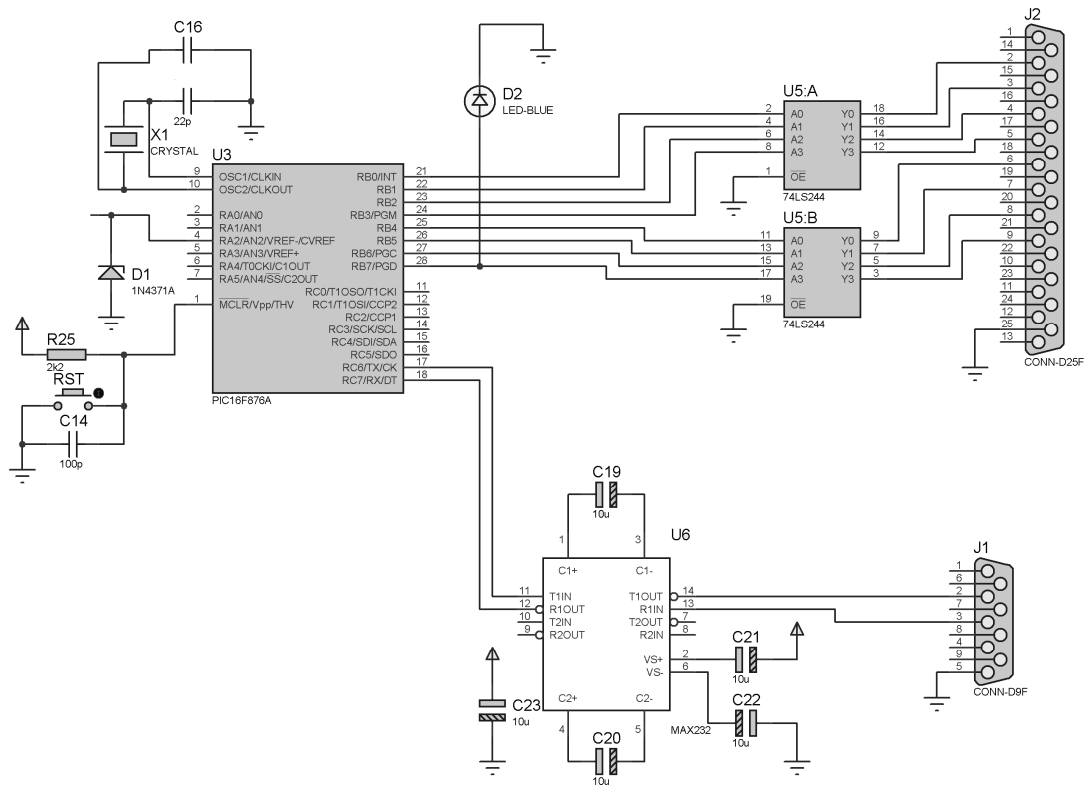 C16
22p
X1
CRYSTAL
J2
1
14
2
15
3
16
4
17
5
18
6
19
7
20
8
21
9
22
10
23
11
24
12
25
13
CONN-D25F
D2
LED-BLUE
U5:A
2 A0 Y0 18
4 A1 Y1 16
6 A2 Y2 14
8 A3 Y3 12
1 OE
74LS244
U5:B
11 A0 Y0 9
13 A1 Y1 7
15 A2 Y2 5
17 A3 Y3 3
19 OE
74LS244
U3
9 OSC1/CLKIN
10 OSC2/CLKOUT
2 RA0/AN0
3 RA1/AN1
4 RA2/AN2/VREF-/CVREF
5 RA3/AN3/VREF+
6 RA4/T0CKI/C1OUT
7 RA5/AN4/SS/C2OUT
1 MCLR/Vpp/THV
RB0/INT 21
RB1 22
RB2 23
RB3/PGM 24
RB4 25
RB5 26
RB6/PGC 27
RB7/PGD 28
RC0/T1OSO/T1CKI 11
RC1/T1OSI/CCP2 12
RC2/CCP1 13
RC3/SCK/SCL 14
RC4/SDI/SDA 15
RC5/SDO 16
RC6/TX/CK 17
RC7/RX/DT 18
PIC16F876A
D1
1N4371A
R25
2k2
RST
C14
100p
C19
10u
U6
1 3
C1+ C1-
11 T1IN T1OUT 14
12 R1OUT R1IN 13
10 T2IN T2OUT 7
9 R2OUT R2IN 8
VS+ 2
VS- 6
C2+ C2-
4 5
MAX232
C20
10u
C21
10u
C22
10u
C23
10u
J1
1
6
2
7
3
8
4
9
5
CONN-D9F